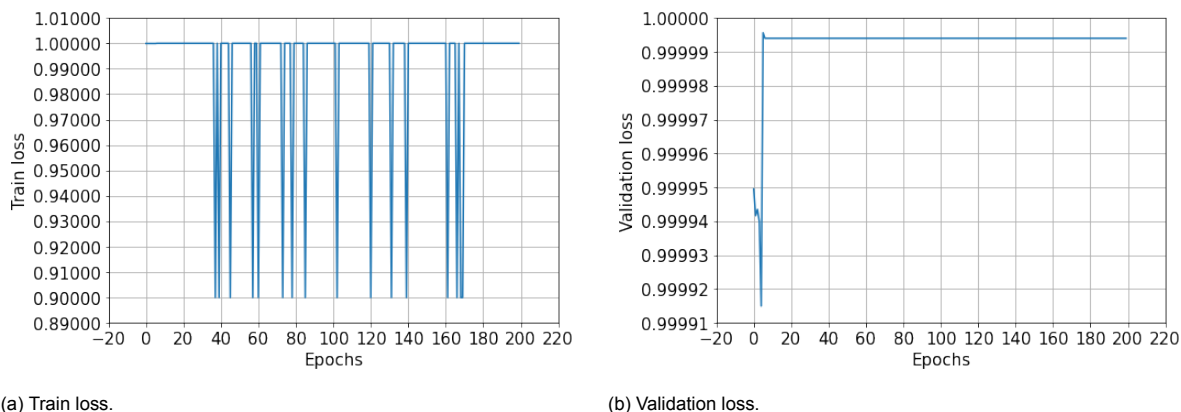 1.01000
1.00000
0.99000
0.98000
0.97000
0.96000
0.95000
0.94000
0.93000
0.92000
0.91000
0.90000
0.89000
Train loss
−20 0 20 40 60 80 100 120 140 160 180 200 220
Epochs
(a) Train loss.
1.00000
0.99999
0.99998
0.99997
0.99996
0.99995
0.99994
0.99993
0.99992
0.99991
Validation loss
−20 0 20 40 60 80 100 120 140 160 180 200 220
Epochs
(b) Validation loss.